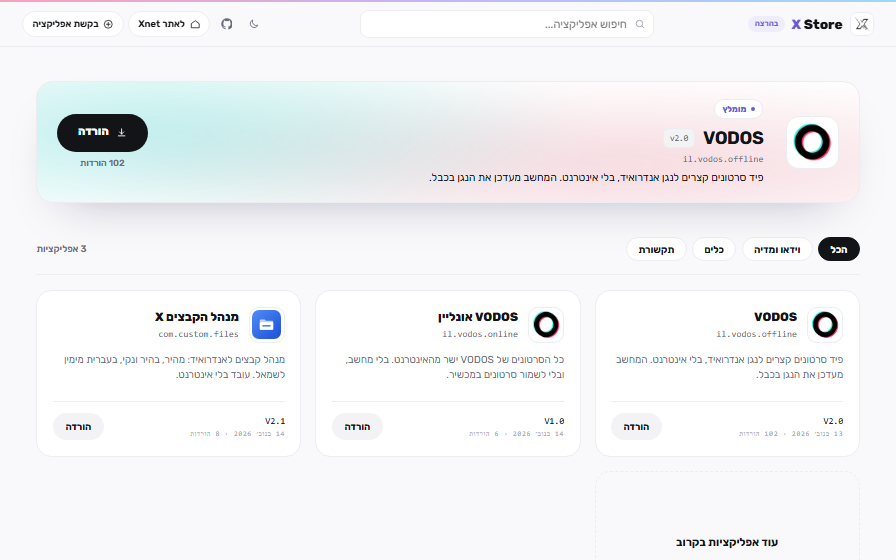 X Store בהרצה
חיפוש אפליקציה...
לאתר Xnet
בקשת אפליקציה
מומלץ
VODOS v2.0
il.vodos.offline
פיד סרטונים קצרים לנגן אנדרואיד, בלי אינטרנט. המחשב מעדכן את הנגן בכבל.
הורדה
102 הורדות
הכל
וידאו ומדיה
כלים
תקשורת
3 אפליקציות
VODOS
il.vodos.offline
פיד סרטונים קצרים לנגן אנדרואיד, בלי אינטרנט. המחשב
מעדכן את הנגן בכבל.
V2.0
13 ביוני 2026 · 102 הורדות
הורדה
VODOS אונליין
il.vodos.online
כל הסרטונים של VODOS ישר מהאינטרנט. בלי מחשב,
ובלי לשמור סרטונים במכשיר.
V1.0
14 ביוני 2026 · 6 הורדות
הורדה
מנהל הקבצים X
com.custom.files
מנהל קבצים לאנדרואיד: מהיר, בהיר ונקי, בעברית מימין
לשמאל. עובד בלי אינטרנט.
V2.1
14 ביוני 2026 · 8 הורדות
הורדה
עוד אפליקציות בקרוב